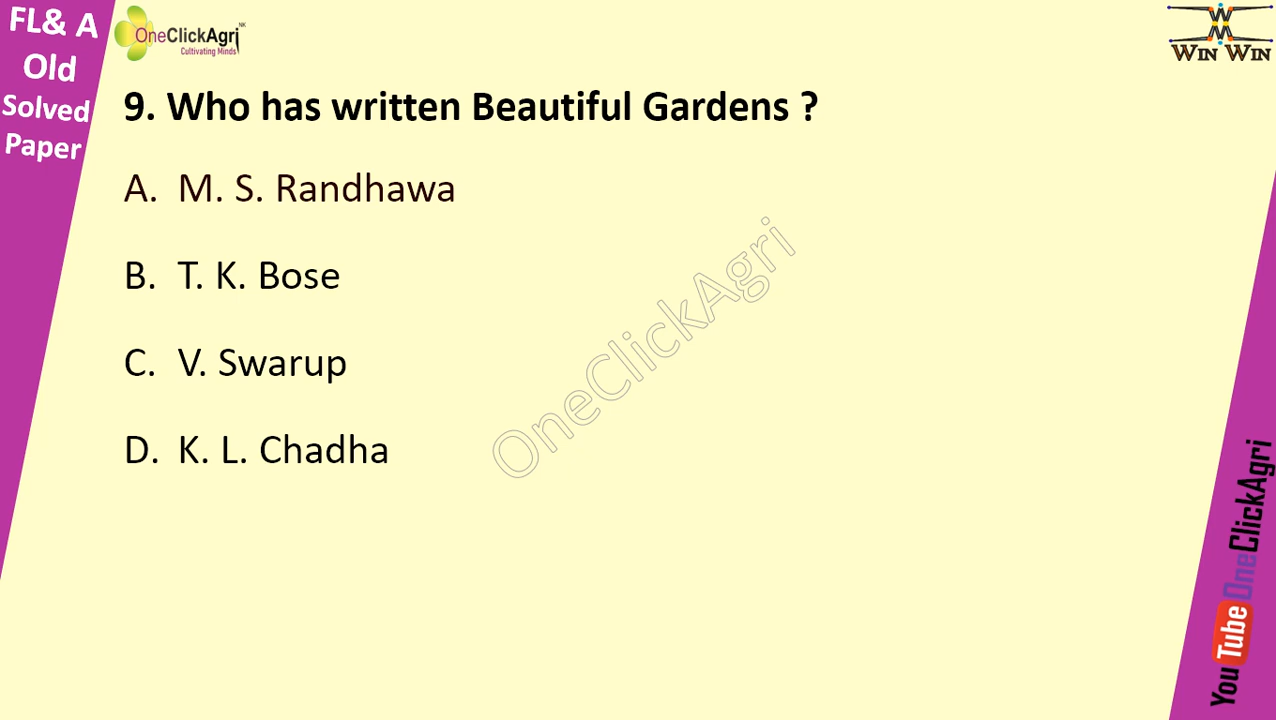 FL& A
Old
Solved
Paper
OneClickAgri NK
Cultivating Minds
WIN WIN
9. Who has written Beautiful Gardens ?
A. M. S. Randhawa
B. T. K. Bose
C. V. Swarup
D. K. L. Chadha
OneClickAgri
YouTube OneClickAgri